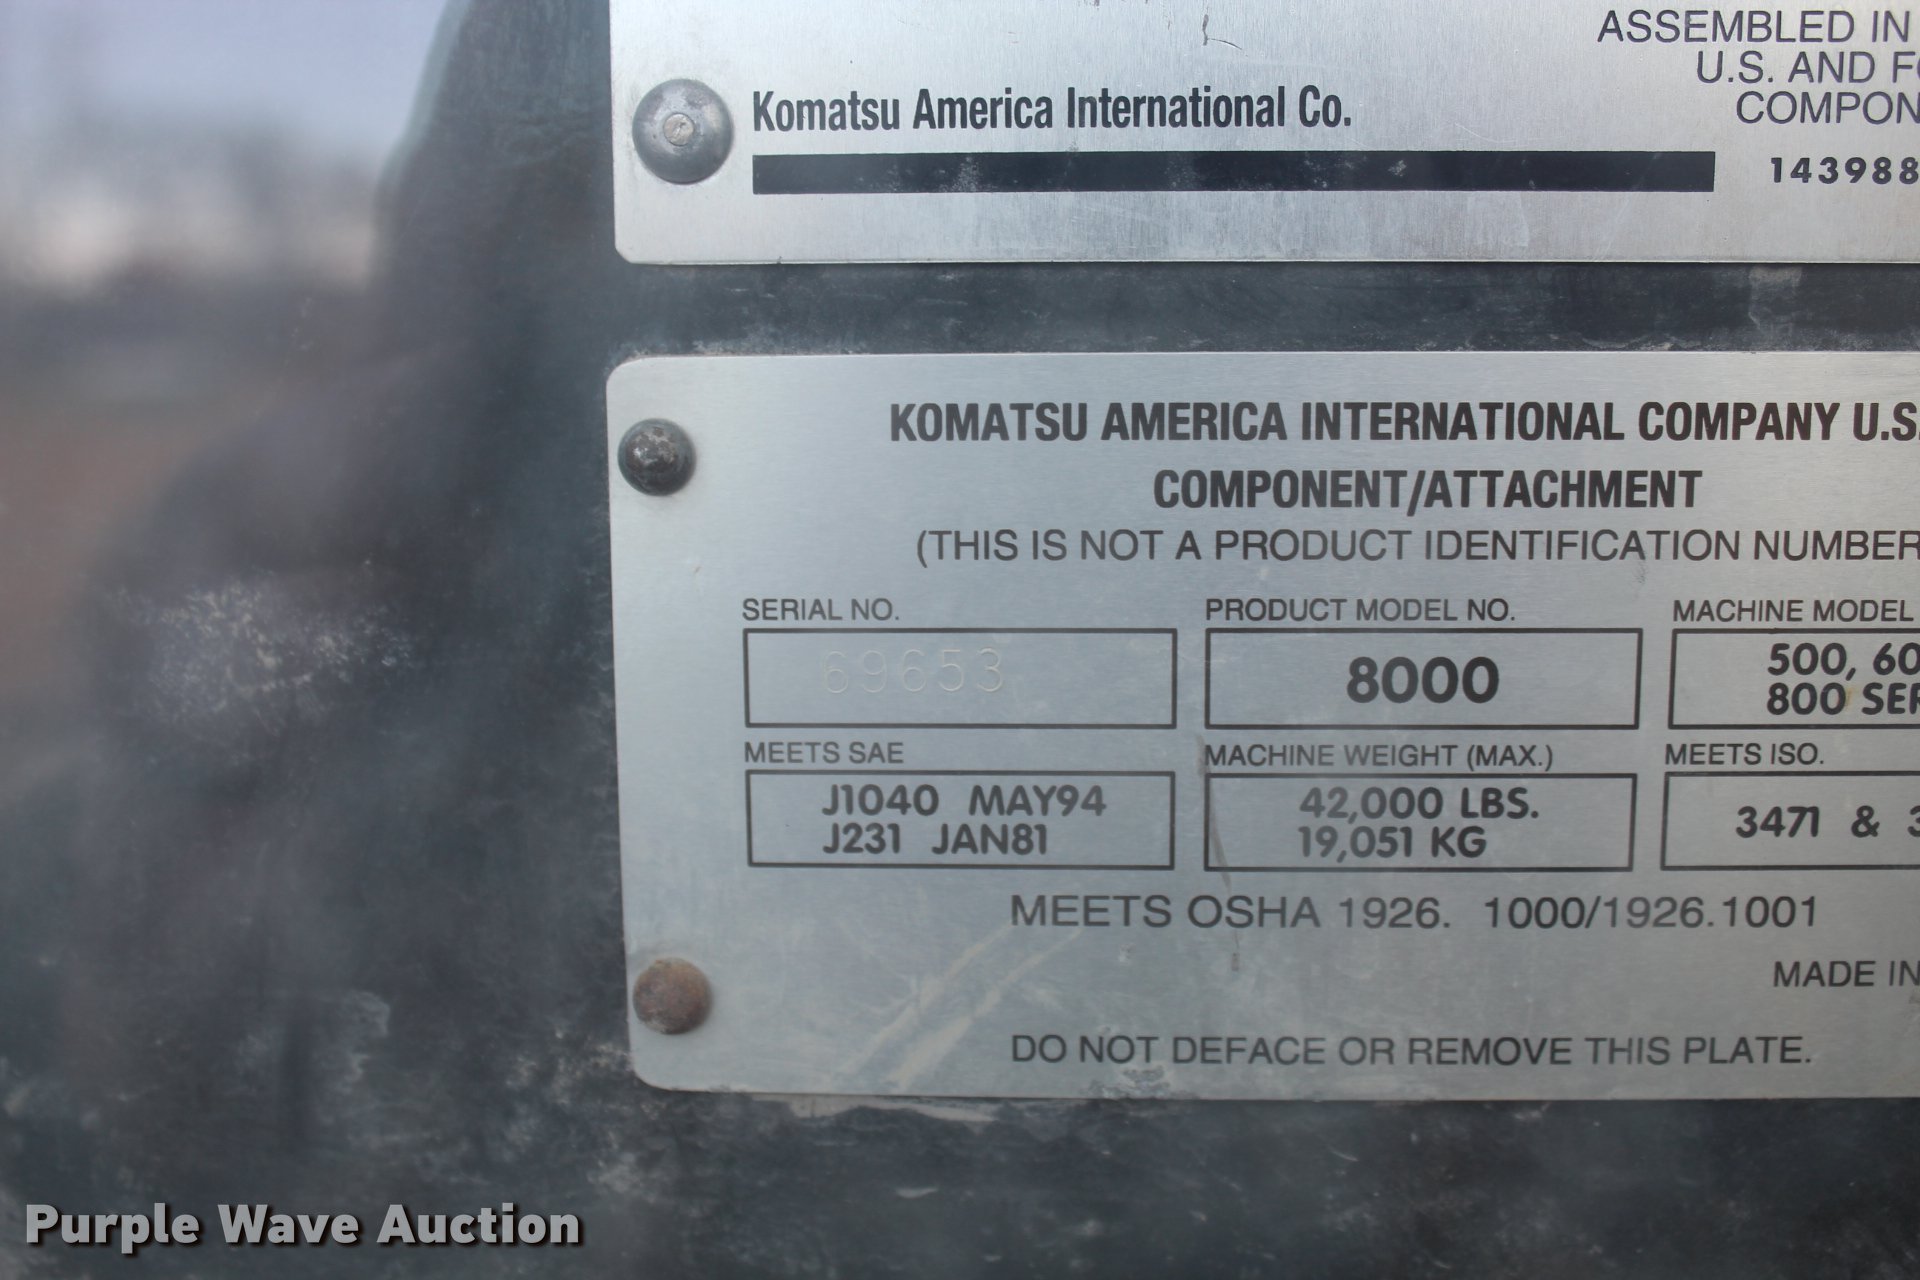 ASSEMBLED IN
U.S. AND
Komatsu America International Co.
143988
KOMATSU AMERICA INTERNATIONAL COMPANY U.S.
COMPONENT/ATTACHMENT
(THIS IS NOT A PRODUCT IDENTIFICATION NUMBER
SERIAL NO. PRODUCT MODEL NO. MACHINE MODEL
69653 8000 500, 60
800 SER
MEETS SAE MACHINE WEIGHT (MAX.) MEETS ISO.
J1040 MAY94 42,000 LBS. 3471 & 3
J231 JAN81 19,051 KG
MEETS OSHA 1926. 1000/1926.1001
MADE IN
DO NOT DEFACE OR REMOVE THIS PLATE.
Purple Wave Auction